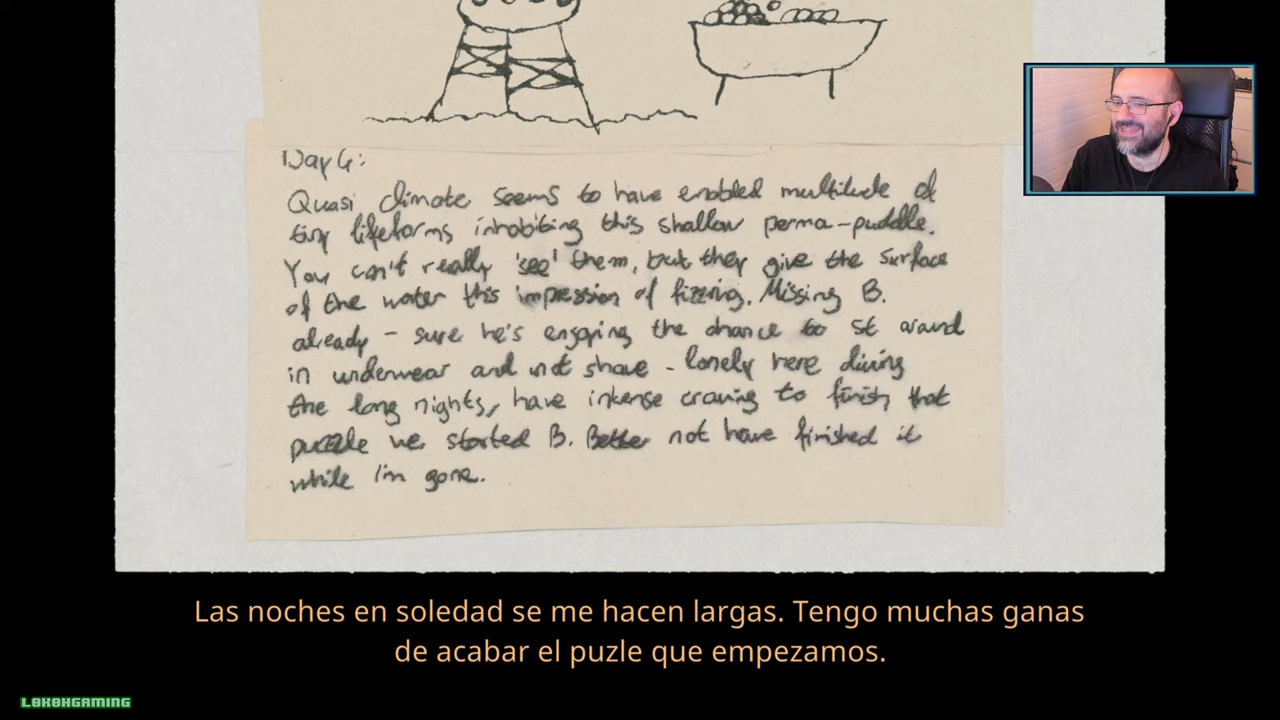 Day 4:
Quasi climate seems to have enabled multitude of
tiny lifeforms inhabiting this shallow perma-puddle.
You can't really 'see' them, but they give the surface
of the water this impression of fizzing. Missing B.
already - sure he's enjoying the chance to sit around
in underwear and not shave - lonely here during
the long nights, have intense craving to finish that
puzzle we started B. Better not have finished it
while I'm gone.
Las noches en soledad se me hacen largas. Tengo muchas ganas
de acabar el puzle que empezamos.
L0K0XGAMING